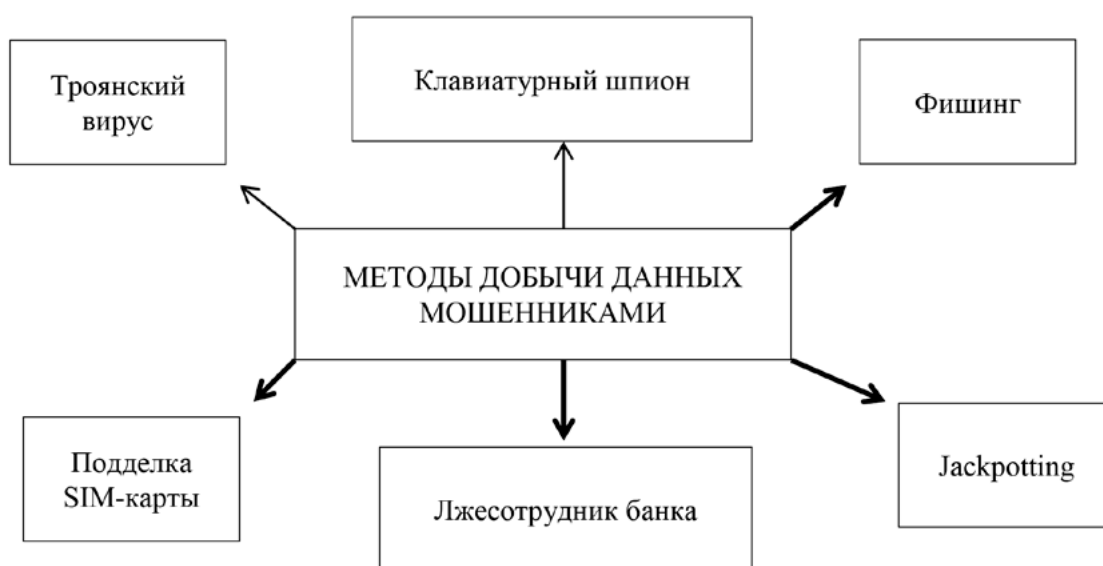 Троянский
вирус
Клавиатурный шпион
Фишинг
МЕТОДЫ ДОБЫЧИ ДАННЫХ
МОШЕННИКАМИ
Подделка
SIM-карты
Лжесотрудник банка
Jackpotting